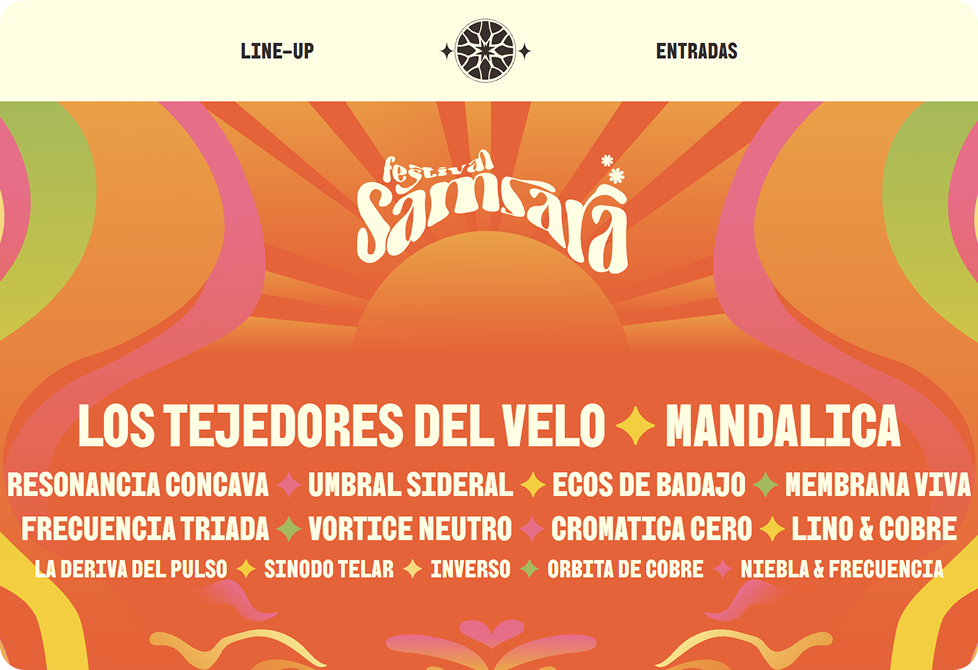 LINE-UP ENTRADAS
festival
Samsara
LOS TEJEDORES DEL VELO MANDALICA
RESONANCIA CONCAVA UMBRAL SIDERAL ECOS DE BADAJO MEMBRANA VIVA
FRECUENCIA TRIADA VORTICE NEUTRO CROMATICA CERO LINO & COBRE
LA DERIVA DEL PULSO SINODO TELAR INVERSO ORBITA DE COBRE NIEBLA & FRECUENCIA